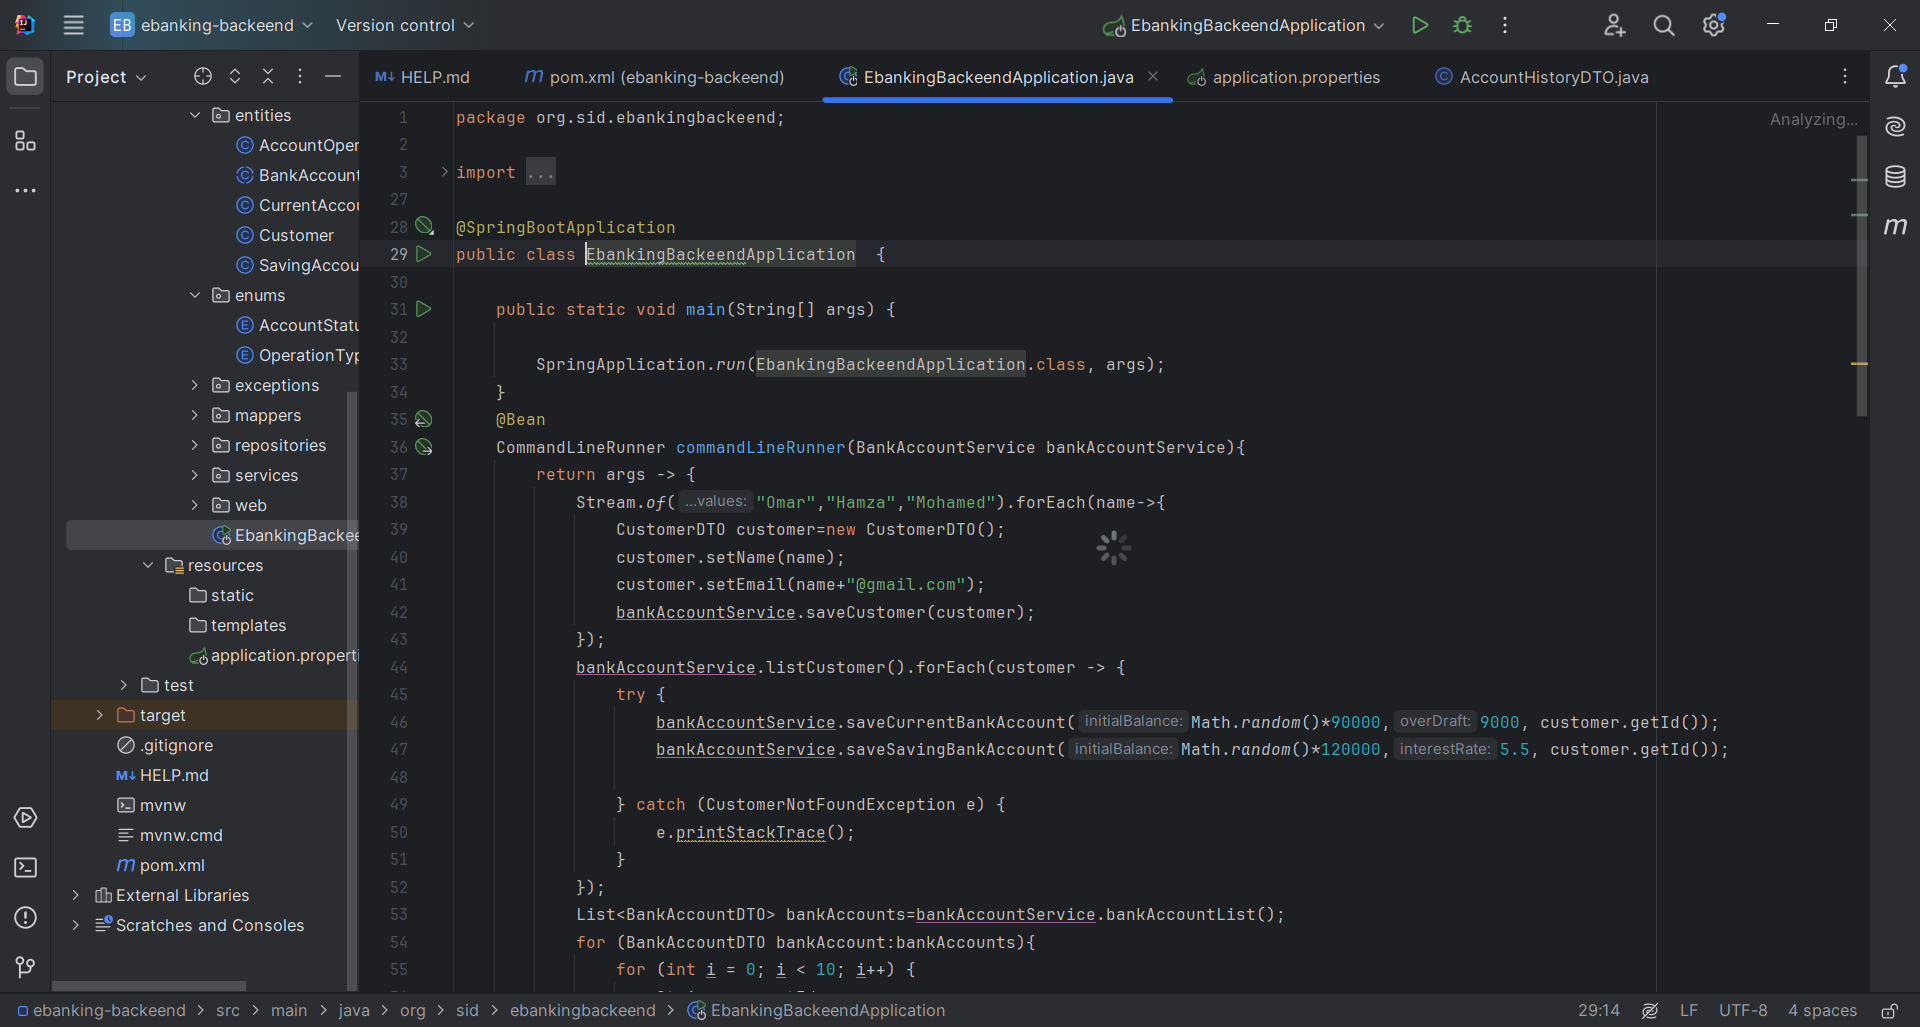 EB ebanking-backeend Version control EbankingBackeendApplication
Project
HELP.md pom.xml (ebanking-backeend) EbankingBackeendApplication.java application.properties AccountHistoryDTO.java
entities
AccountOper
BankAccount
CurrentAccou
Customer
SavingAccou
enums
AccountStatu
OperationTyp
exceptions
mappers
repositories
services
web
EbankingBackee
resources
static
templates
application.properti
test
target
.gitignore
HELP.md
mvnw
mvnw.cmd
pom.xml
External Libraries
Scratches and Consoles
Analyzing...
1 package org.sid.ebankingbackeend;
2
3 import ...
27
28 @SpringBootApplication
29 public class EbankingBackeendApplication {
30
31 public static void main(String[] args) {
32
33 SpringApplication.run(EbankingBackeendApplication.class, args);
34 }
35 @Bean
36 CommandLineRunner commandLineRunner(BankAccountService bankAccountService){
37 return args -> {
38 Stream.of( ...values: "Omar","Hamza","Mohamed").forEach(name->{
39 CustomerDTO customer=new CustomerDTO();
40 customer.setName(name);
41 customer.setEmail(name+"@gmail.com");
42 bankAccountService.saveCustomer(customer);
43 });
44 bankAccountService.listCustomer().forEach(customer -> {
45 try {
46 bankAccountService.saveCurrentBankAccount( initialBalance: Math.random()*90000, overDraft: 9000, customer.getId());
47 bankAccountService.saveSavingBankAccount( initialBalance: Math.random()*120000, interestRate: 5.5, customer.getId());
48
49 } catch (CustomerNotFoundException e) {
50 e.printStackTrace();
51 }
52 });
53 List<BankAccountDTO> bankAccounts=bankAccountService.bankAccountList();
54 for (BankAccountDTO bankAccount:bankAccounts){
55 for (int i = 0; i < 10; i++) {
ebanking-backeend > src > main > java > org > sid > ebankingbackeend > EbankingBackeendApplication 29:14 LF UTF-8 4 spaces